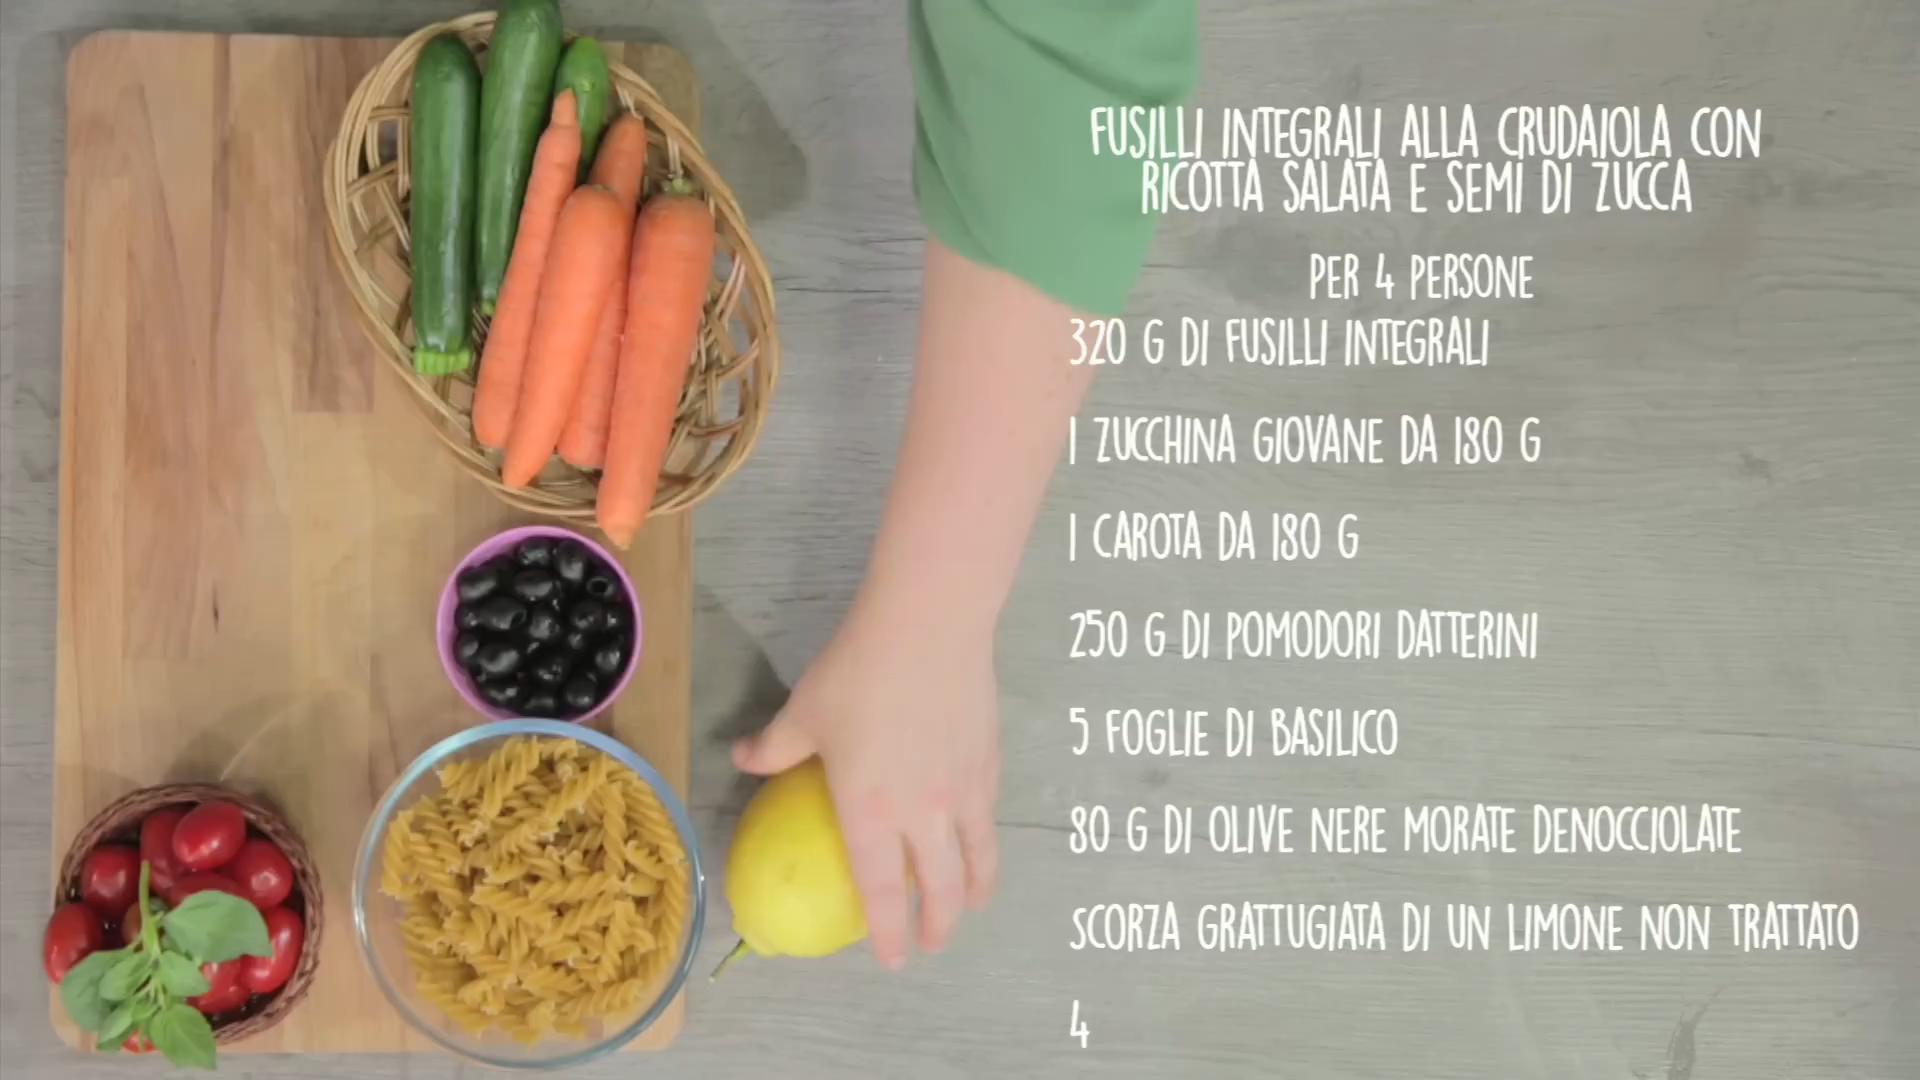 FUSILLI INTEGRALI ALLA CRUDAIOLA CON
RICOTTA SALATA E SEMI DI ZUCCA
PER 4 PERSONE
320 G DI FUSILLI INTEGRALI
1 ZUCCHINA GIOVANE DA 180 G
1 CAROTA DA 180 G
250 G DI POMODORI DATTERINI
5 FOGLIE DI BASILICO
80 G DI OLIVE NERE MORATE DENOCCIOLATE
SCORZA GRATTUGIATA DI UN LIMONE NON TRATTATO
4